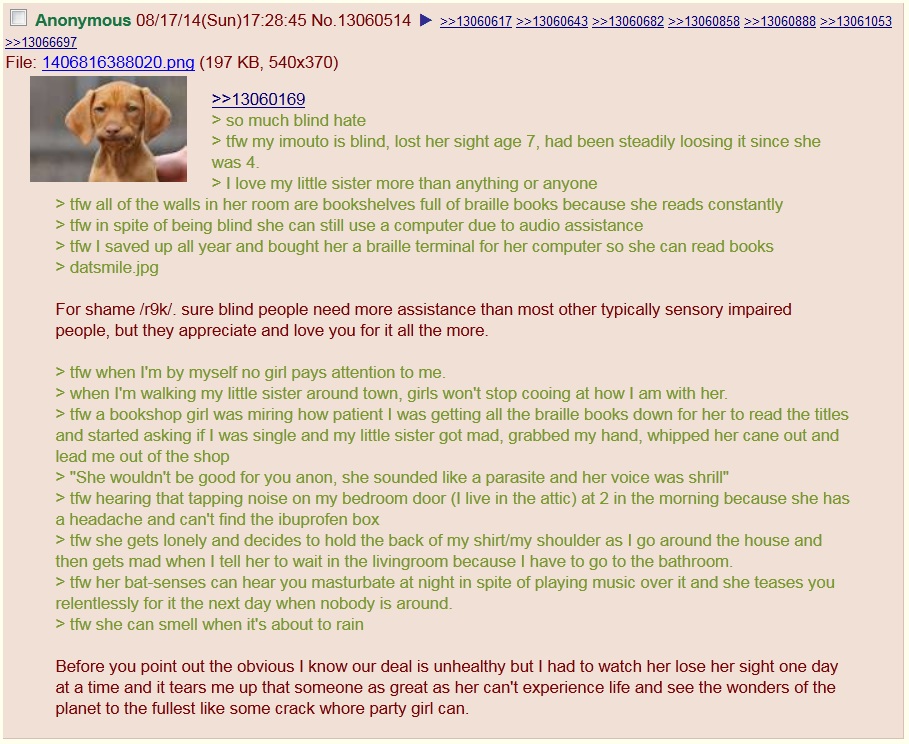 Anonymous 08/17/14(Sun)17:28:45 No.13060514 ▶ >>13060617 >>13060643 >>13060682 >>13060858 >>13060888 >>13061053
>>13066697
File: 1406816388020.png (197 KB, 540x370)
>>13060169
> so much blind hate
> tfw my imouto is blind, lost her sight age 7, had been steadily loosing it since she
was 4.
> I love my little sister more than anything or anyone
> tfw all of the walls in her room are bookshelves full of braille books because she reads constantly
> tfw in spite of being blind she can still use a computer due to audio assistance
> tfw I saved up all year and bought her a braille terminal for her computer so she can read books
> datsmile.jpg
For shame /r9k/. sure blind people need more assistance than most other typically sensory impaired
people, but they appreciate and love you for it all the more.
> tfw when I'm by myself no girl pays attention to me.
> when I'm walking my little sister around town, girls won't stop cooing at how I am with her.
> tfw a bookshop girl was miring how patient I was getting all the braille books down for her to read the titles
and started asking if I was single and my little sister got mad, grabbed my hand, whipped her cane out and
lead me out of the shop
> "She wouldn't be good for you anon, she sounded like a parasite and her voice was shrill"
> tfw hearing that tapping noise on my bedroom door (I live in the attic) at 2 in the morning because she has
a headache and can't find the ibuprofen box
> tfw she gets lonely and decides to hold the back of my shirt/my shoulder as I go around the house and
then gets mad when I tell her to wait in the livingroom because I have to go to the bathroom.
> tfw her bat-senses can hear you masturbate at night in spite of playing music over it and she teases you
relentlessly for it the next day when nobody is around.
> tfw she can smell when it's about to rain
Before you point out the obvious I know our deal is unhealthy but I had to watch her lose her sight one day
at a time and it tears me up that someone as great as her can't experience life and see the wonders of the
planet to the fullest like some crack whore party girl can.